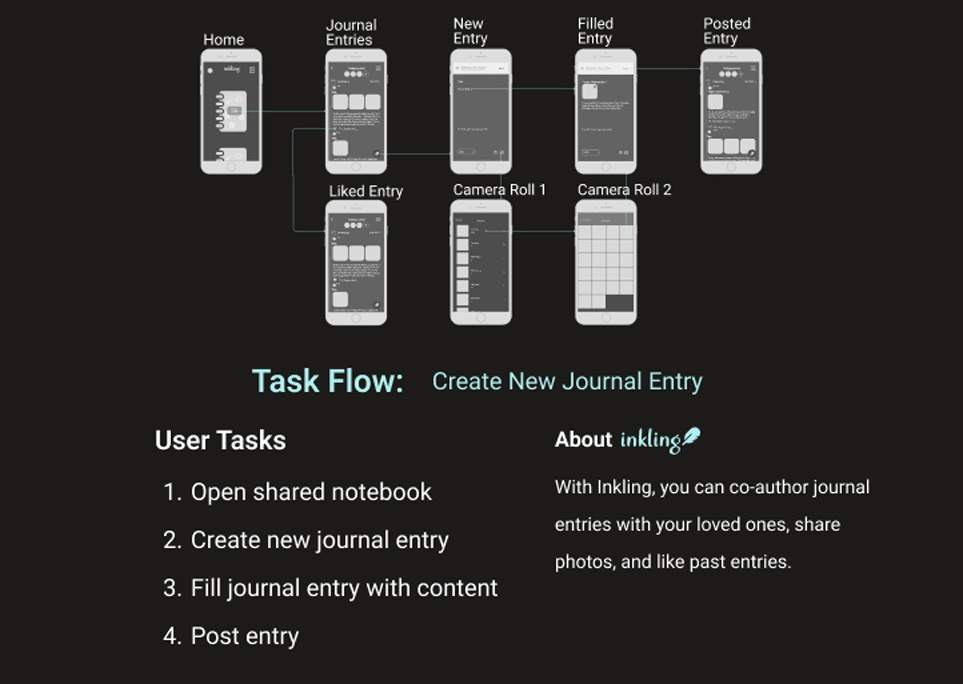 Home
Journal
Entries
New
Entry
Filled
Entry
Posted
Entry
inkling
Liked Entry
Camera Roll 1
Camera Roll 2
Task Flow: Create New Journal Entry
User Tasks
1. Open shared notebook
2. Create new journal entry
3. Fill journal entry with content
4. Post entry
About inkling
With Inkling, you can co-author journal
entries with your loved ones, share
photos, and like past entries.